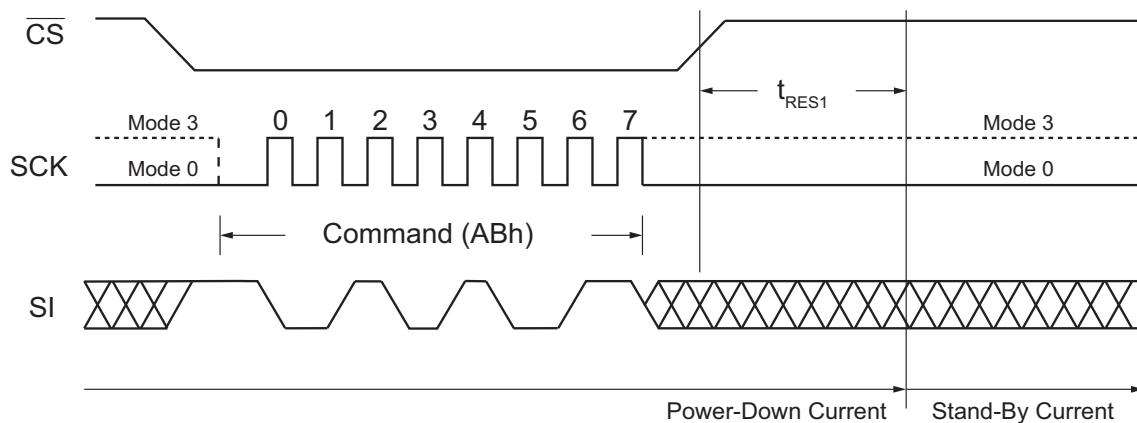 CS
tRES1
Mode 3
0 1 2 3 4 5 6 7
Mode 3
SCK
Mode 0
Mode 0
Command (ABh)
SI
Power-Down Current
Stand-By Current